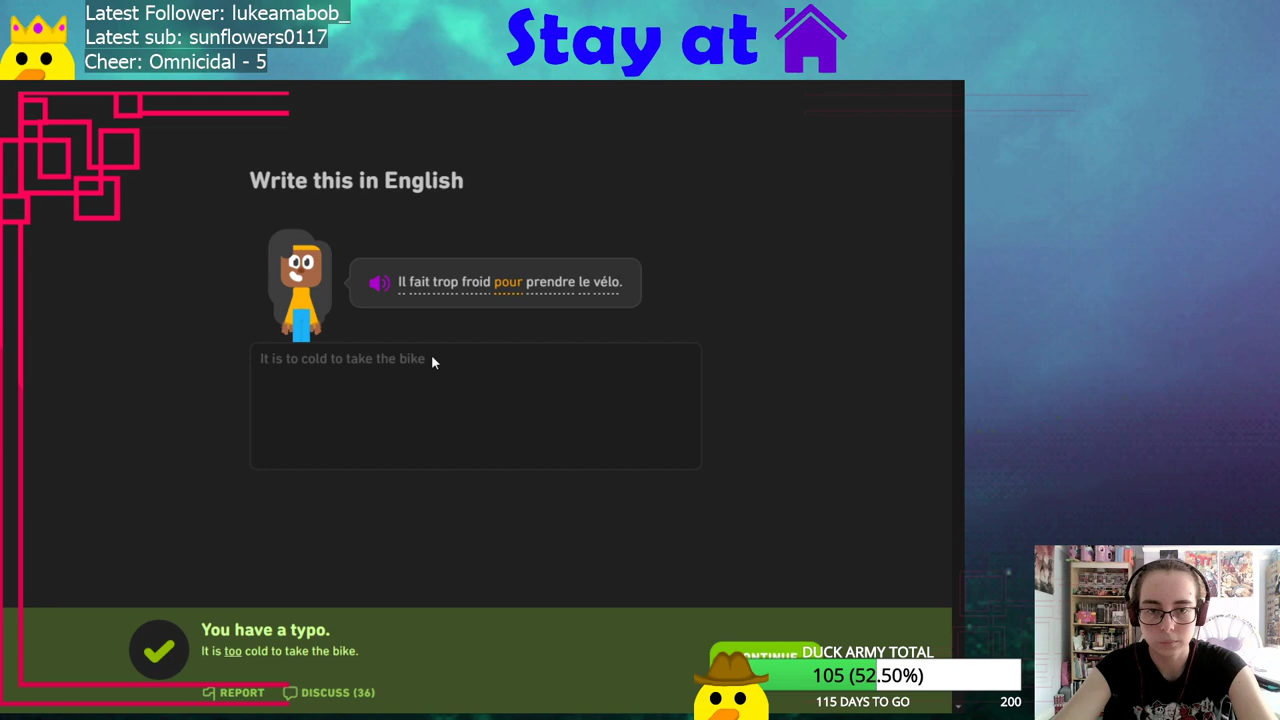 Latest Follower: lukeamabob_
Latest sub: sunflowers0117
Cheer: Omnicidal - 5
Stay at
Write this in English
Il fait trop froid pour prendre le vélo.
It is to cold to take the bike
You have a typo.
It is too cold to take the bike.
REPORT
DISCUSS (36)
CONTINUE
DUCK ARMY TOTAL
105 (52.50%)
115 DAYS TO GO
200